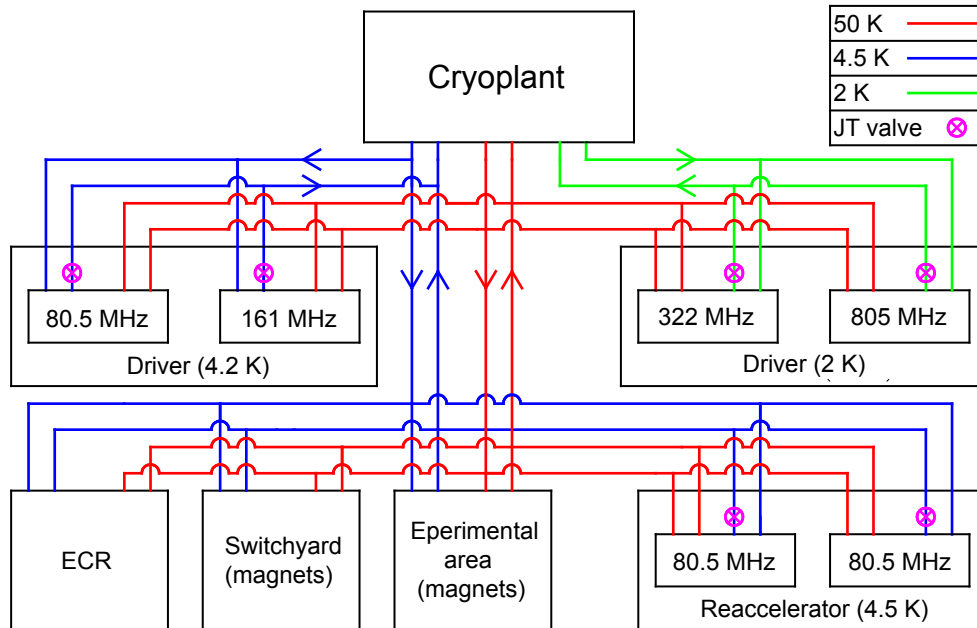 Cryoplant
50 K
4.5 K
2 K
JT valve
80.5 MHz
161 MHz
Driver (4.2 K)
322 MHz
805 MHz
Driver (2 K)
ECR
Switchyard
(magnets)
Eperimental
area
(magnets)
80.5 MHz
80.5 MHz
Reaccelerator (4.5 K)